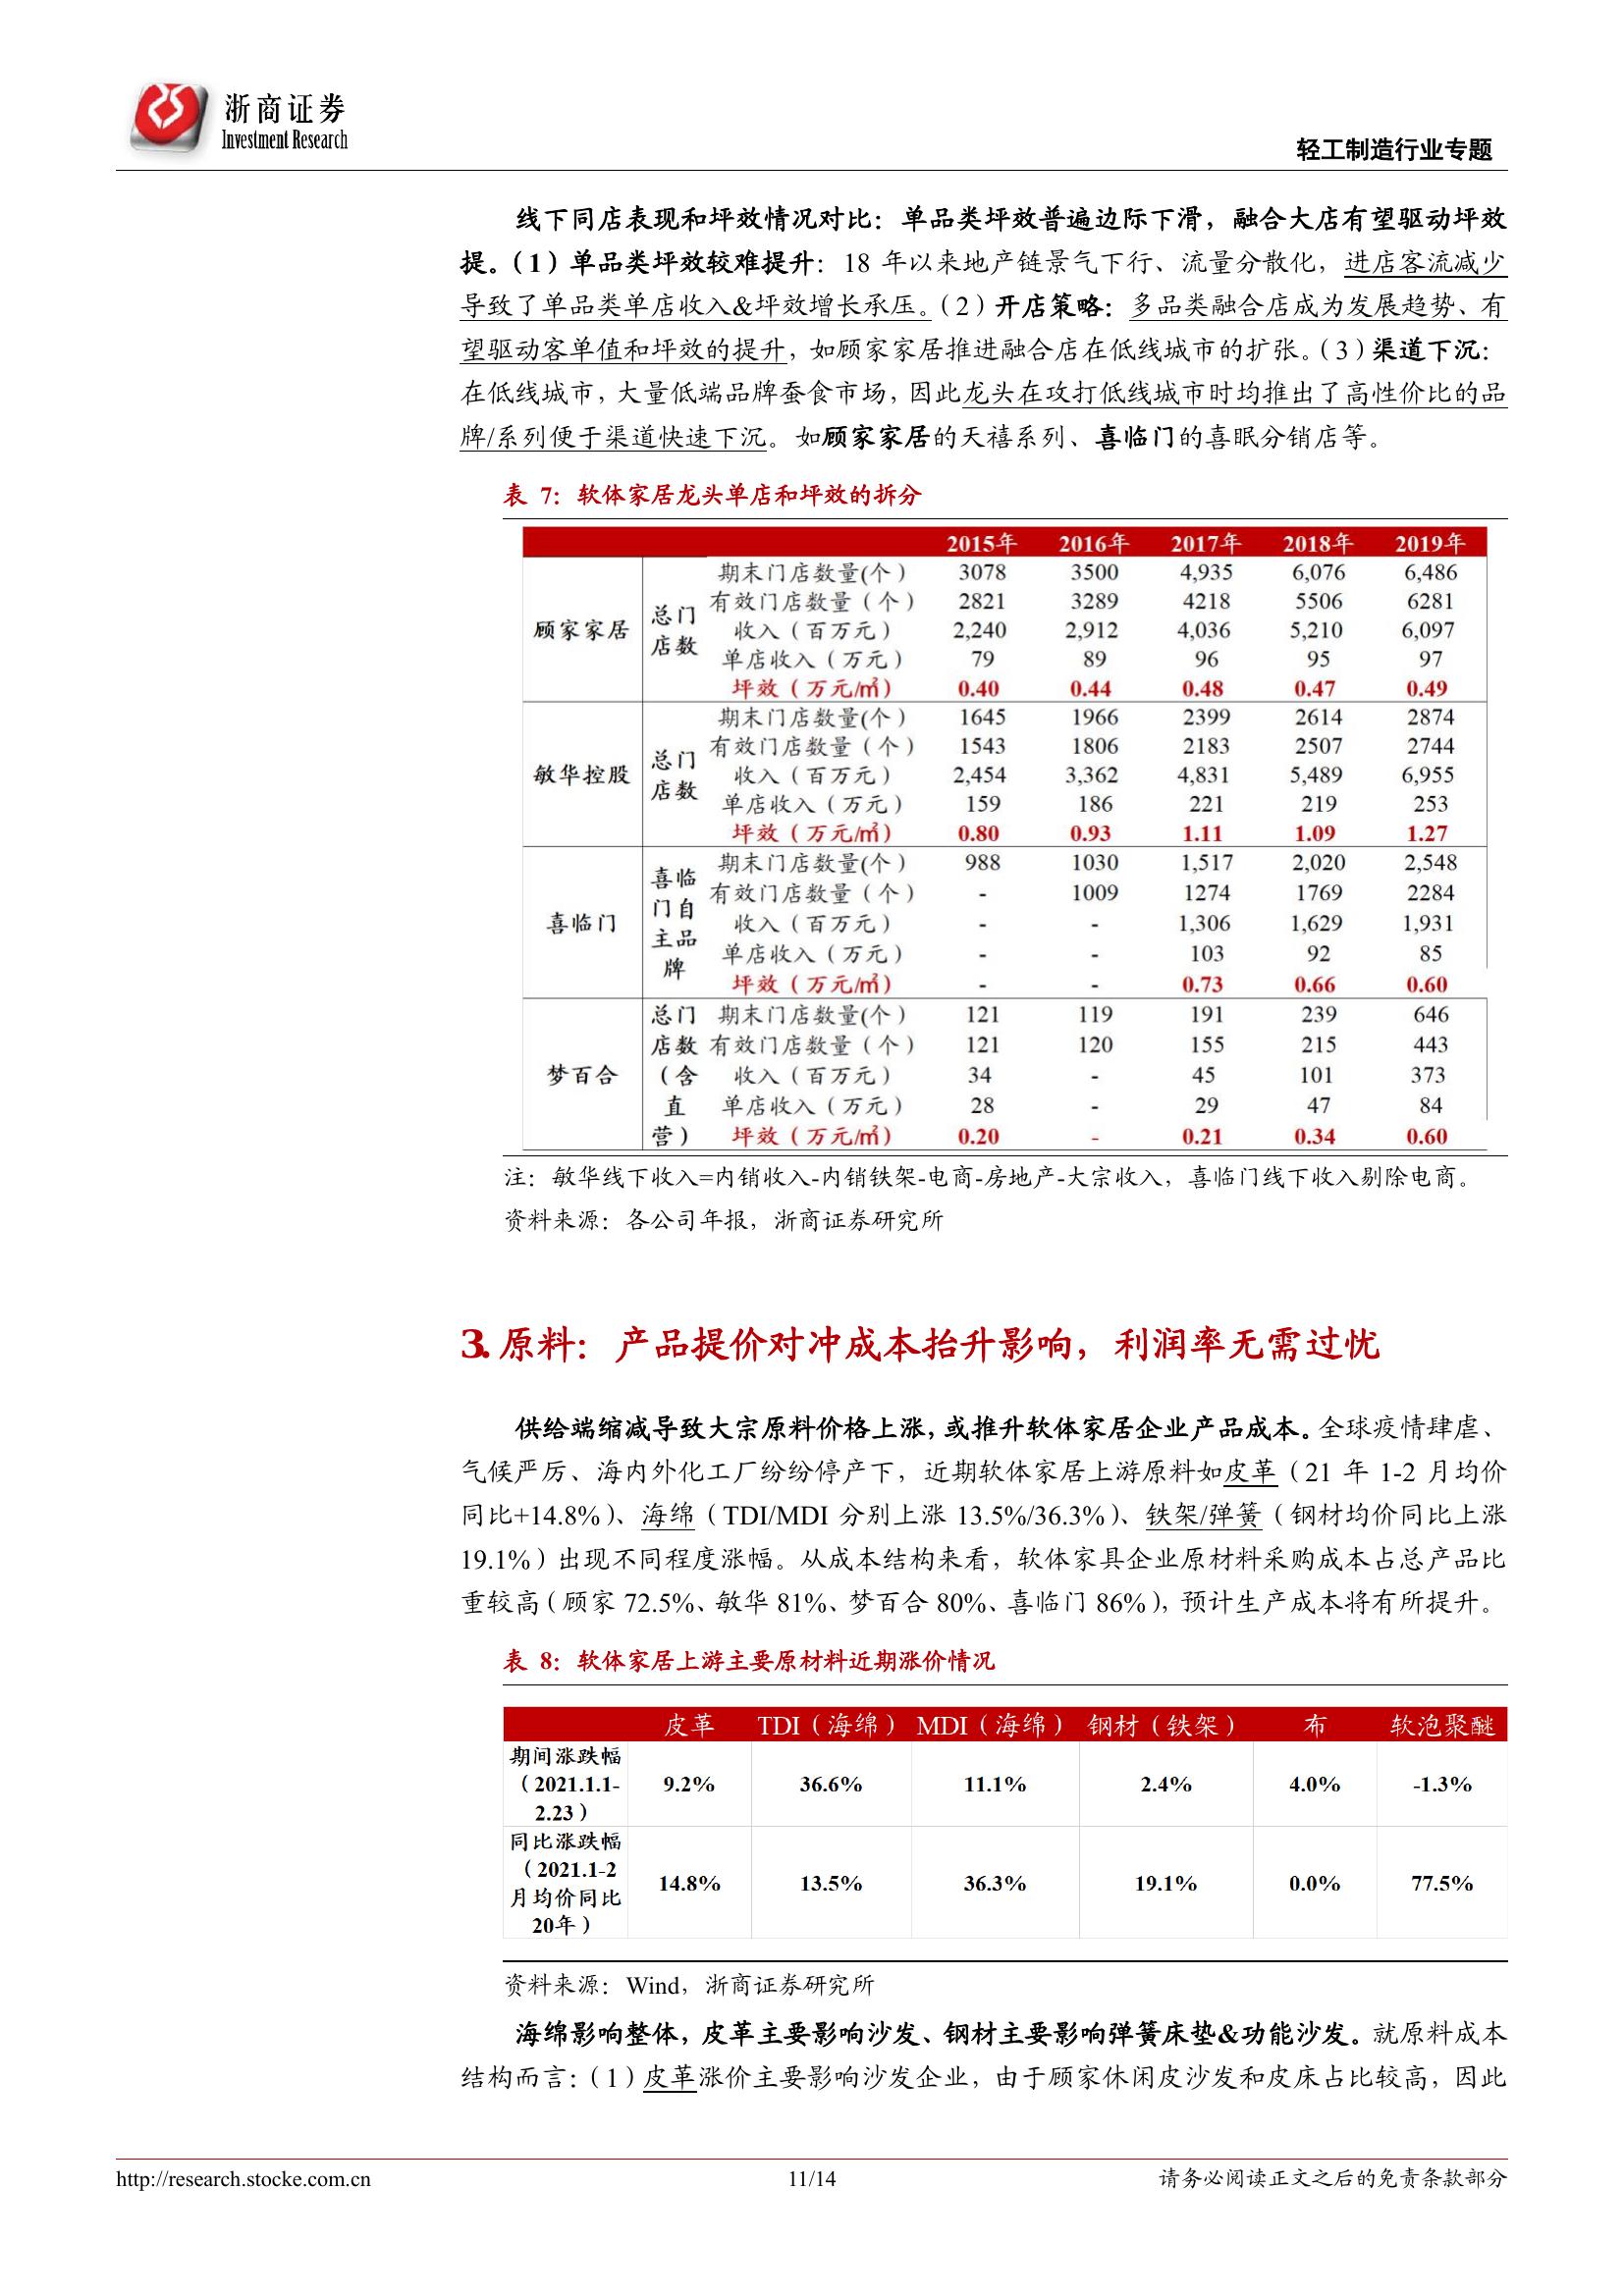 浙商证券
Investment Research
轻工制造行业专题
线下同店表现和坪效情况对比：单品类坪效普遍边际下滑，融合大店有望驱动坪效
提。（1）单品类坪效较难提升：18 年以来地产链景气下行、流量分散化，进店客流减少
导致了单品类单店收入&坪效增长承压。（2）开店策略：多品类融合店成为发展趋势、有
望驱动客单值和坪效的提升，如顾家家居推进融合店在低线城市的扩张。（3）渠道下沉：
在低线城市，大量低端品牌蚕食市场，因此龙头在攻打低线城市时均推出了高性价比的品
牌/系列便于渠道快速下沉。如顾家家居的天禧系列、喜临门的喜眠分销店等。
表 7：软体家居龙头单店和坪效的拆分
2015年 2016年 2017年 2018年 2019年
顾家家居 总门店数
期末门店数量(个) 3078 3500 4,935 6,076 6,486
有效门店数量（个） 2821 3289 4218 5506 6281
收入（百万元） 2,240 2,912 4,036 5,210 6,097
单店收入（万元） 79 89 96 95 97
坪效（万元/㎡） 0.40 0.44 0.48 0.47 0.49
敏华控股 总门店数
期末门店数量(个) 1645 1966 2399 2614 2874
有效门店数量（个） 1543 1806 2183 2507 2744
收入（百万元） 2,454 3,362 4,831 5,489 6,955
单店收入（万元） 159 186 221 219 253
坪效（万元/㎡） 0.80 0.93 1.11 1.09 1.27
喜临门 喜临门自主品牌
期末门店数量(个) 988 1030 1,517 2,020 2,548
有效门店数量（个） - 1009 1274 1769 2284
收入（百万元） - - 1,306 1,629 1,931
单店收入（万元） - - 103 92 85
坪效（万元/㎡） - - 0.73 0.66 0.60
梦百合 总门店数（含直营）
期末门店数量(个) 121 119 191 239 646
有效门店数量（个） 121 120 155 215 443
收入（百万元） 34 - 45 101 373
单店收入（万元） 28 - 29 47 84
坪效（万元/㎡） 0.20 - 0.21 0.34 0.60
注：敏华线下收入=内销收入-内销铁架-电商-房地产-大宗收入，喜临门线下收入剔除电商。
资料来源：各公司年报，浙商证券研究所
3.原料：产品提价对冲成本抬升影响，利润率无需过忧
供给端缩减导致大宗原料价格上涨，或推升软体家居企业产品成本。全球疫情肆虐、
气候严厉、海内外化工厂纷纷停产下，近期软体家居上游原料如皮革（21 年 1-2 月均价
同比+14.8%）、海绵（TDI/MDI 分别上涨 13.5%/36.3%）、铁架/弹簧（钢材均价同比上涨
19.1%）出现不同程度涨幅。从成本结构来看，软体家具企业原材料采购成本占总产品比
重较高（顾家 72.5%、敏华 81%、梦百合 80%、喜临门 86%），预计生产成本将有所提升。
表 8：软体家居上游主要原材料近期涨价情况
皮革 TDI（海绵） MDI（海绵） 钢材（铁架） 布 软泡聚醚
期间涨跌幅
（2021.1.1-
2.23）
9.2% 36.6% 11.1% 2.4% 4.0% -1.3%
同比涨跌幅
（2021.1-2
月均价同比
20年）
14.8% 13.5% 36.3% 19.1% 0.0% 77.5%
资料来源：Wind，浙商证券研究所
海绵影响整体，皮革主要影响沙发、钢材主要影响弹簧床垫&功能沙发。就原料成本
结构而言：（1）皮革涨价主要影响沙发企业，由于顾家休闲皮沙发和皮床占比较高，因此
http://research.stocke.com.cn
11/14
请务必阅读正文之后的免责条款部分